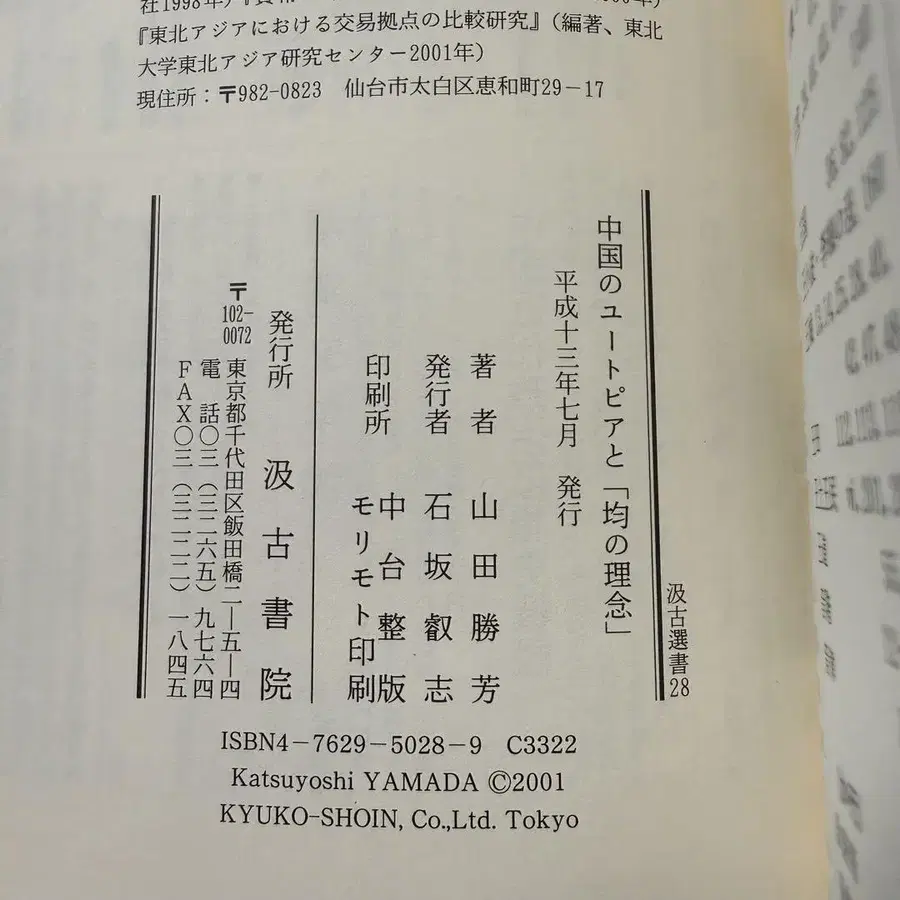 『東北アジアにおける交易拠点の比較研究』（編著、東北
大学東北アジア研究センター2001年）
現住所：〒982-0823　仙台市太白区恵和町29－17
汲古選書28
中国のユートピアと「均の理念」
平成十三年七月　発行
著者　山田勝芳
発行者　石坂叡志
印刷所　中台整版
モリモト印刷
発行所　汲古書院
〒102-0072　東京都千代田区飯田橋二―五―四
電話〇三（三二六五）九七六四
ＦＡＸ〇三（三二二二）一八四五
ISBN4－7629－5028－9　C3322
Katsuyoshi YAMADA ©2001
KYUKO-SHOIN, Co.,Ltd. Tokyo